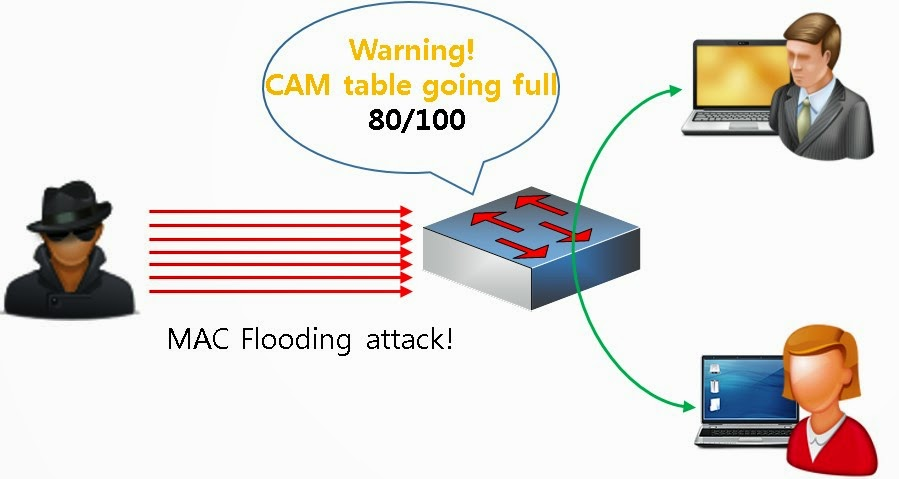 Warning!
CAM table going full
80/100
MAC Flooding attack!